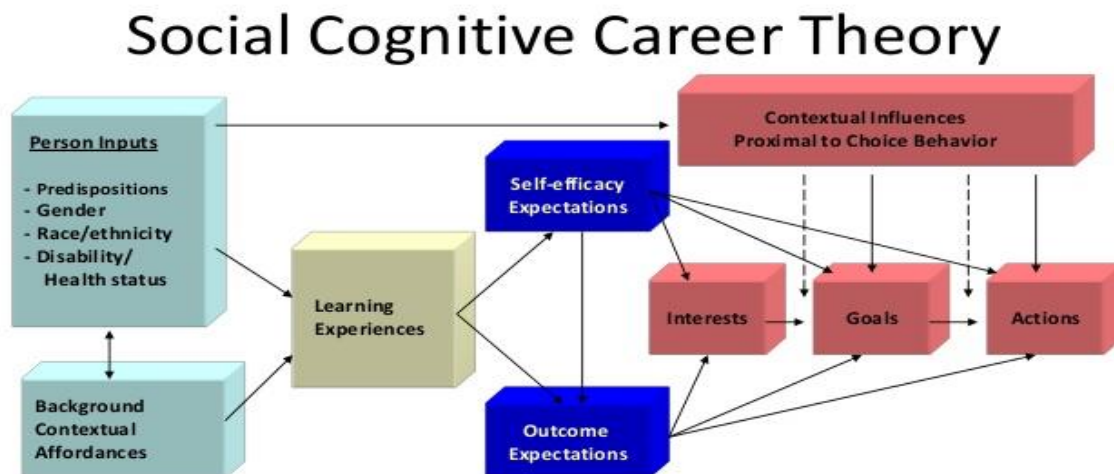 Social Cognitive Career Theory
Person Inputs
- Predispositions
- Gender
- Race/ethnicity
- Disability/
Health status
Background
Contextual
Affordances
Learning
Experiences
Self-efficacy
Expectations
Outcome
Expectations
Contextual Influences
Proximal to Choice Behavior
Interests
Goals
Actions